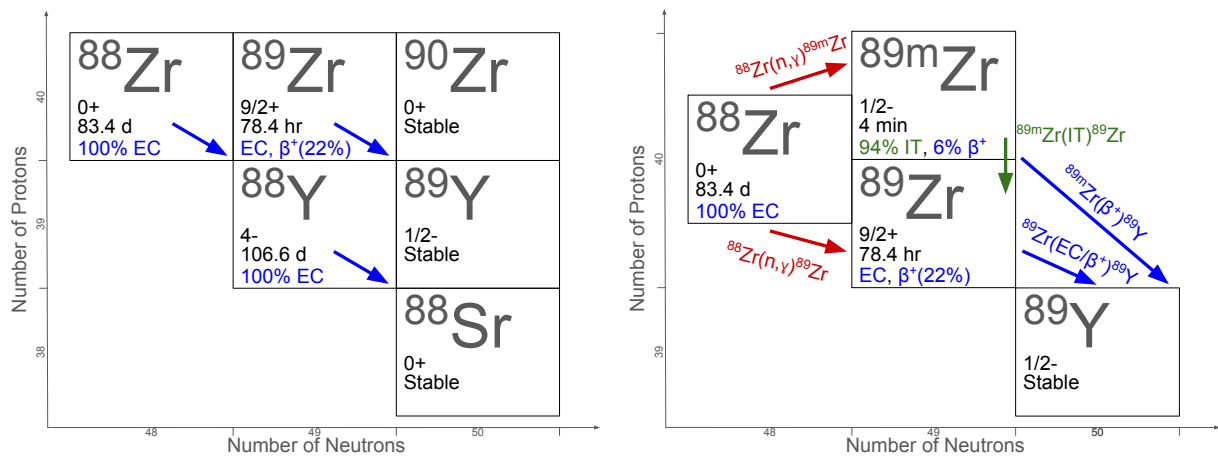 ⁸⁸Zr
0+
83.4 d
100% EC
⁸⁹Zr
9/2+
78.4 hr
EC, β⁺(22%)
⁹⁰Zr
0+
Stable
⁸⁸Y
4-
106.6 d
100% EC
⁸⁹Y
1/2-
Stable
⁸⁸Sr
0+
Stable
40
39
38
Number of Protons
48
49
50
Number of Neutrons
⁸⁸Zr(n,γ)⁸⁹ᵐZr
⁸⁹ᵐZr
1/2-
4 min
94% IT, 6% β⁺
⁸⁸Zr
0+
83.4 d
100% EC
⁸⁹ᵐZr(IT)⁸⁹Zr
⁸⁹Zr
9/2+
78.4 hr
EC, β⁺(22%)
⁸⁹ᵐZr(β⁺)⁸⁹Y
⁸⁹Zr(EC/β⁺)⁸⁹Y
⁸⁸Zr(n,γ)⁸⁹Zr
⁸⁹Y
1/2-
Stable
40
39
Number of Protons
48
49
50
Number of Neutrons